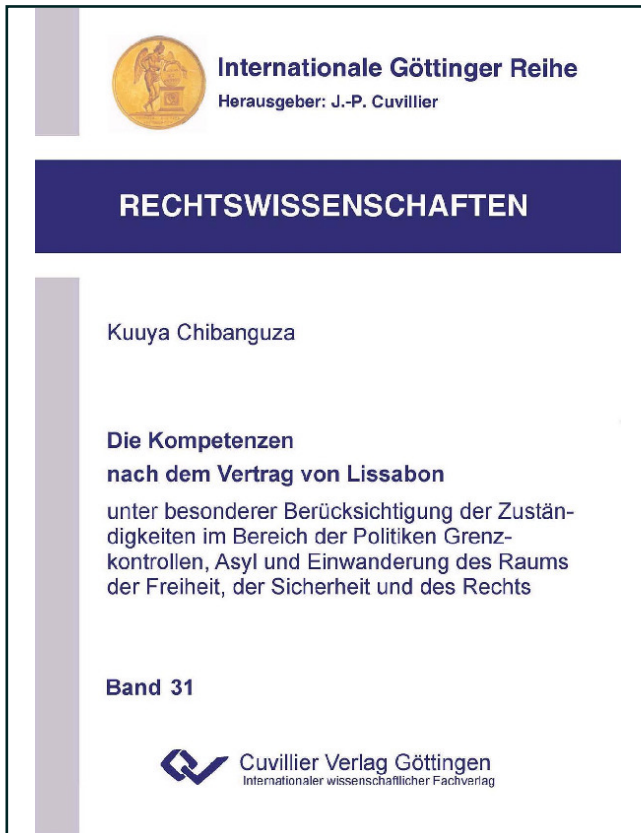 Internationale Göttinger Reihe
Herausgeber: J.-P. Cuvillier
RECHTSWISSENSCHAFTEN
Kuuya Chibanguza
Die Kompetenzen
nach dem Vertrag von Lissabon
unter besonderer Berücksichtigung der Zustän-
digkeiten im Bereich der Politiken Grenz-
kontrollen, Asyl und Einwanderung des Raums
der Freiheit, der Sicherheit und des Rechts
Band 31
Cuvillier Verlag Göttingen
Internationaler wissenschaftlicher Fachverlag